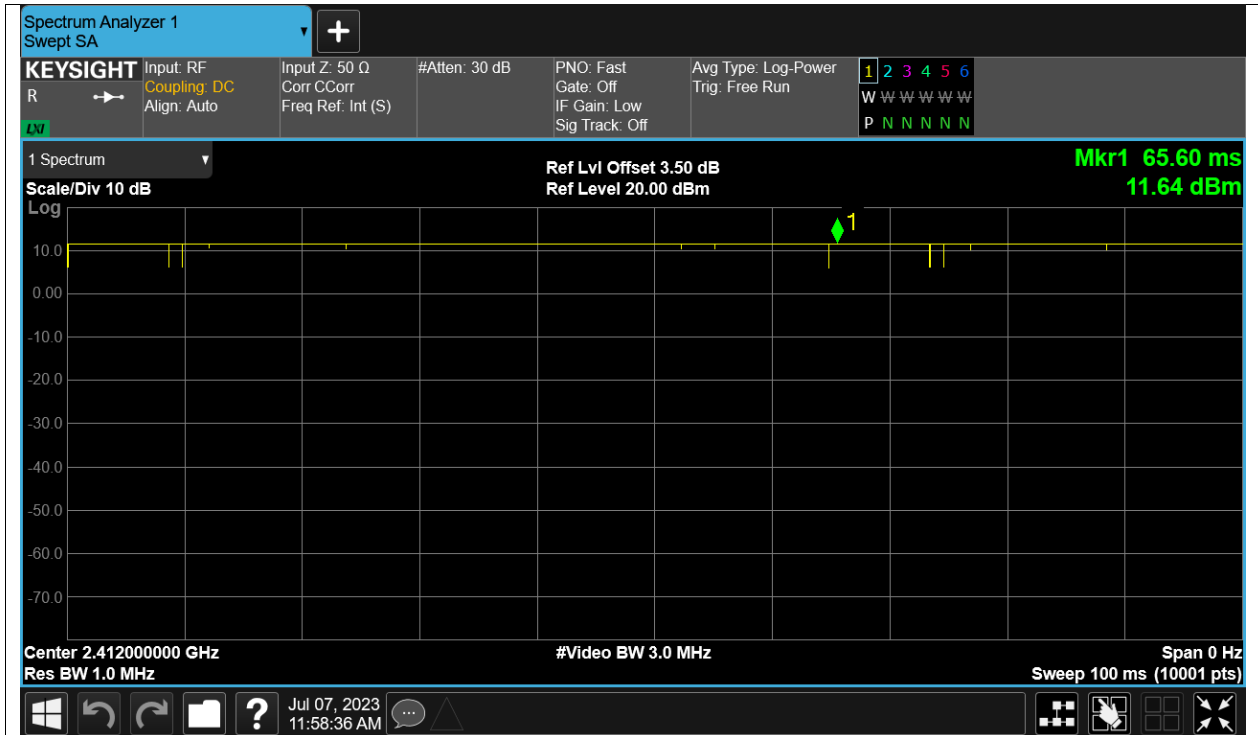 Spectrum Analyzer 1
Swept SA
+
KEYSIGHT
R
LXI
Input: RF
Coupling: DC
Align: Auto
Input Z: 50 Ω
Corr CCorr
Freq Ref: Int (S)
#Atten: 30 dB
PNO: Fast
Gate: Off
IF Gain: Low
Sig Track: Off
Avg Type: Log-Power
Trig: Free Run
1 2 3 4 5 6
W W W W W W
P N N N N N
1 Spectrum
Scale/Div 10 dB
Log
Ref Lvl Offset 3.50 dB
Ref Level 20.00 dBm
Mkr1 65.60 ms
11.64 dBm
1
10.0
0.00
-10.0
-20.0
-30.0
-40.0
-50.0
-60.0
-70.0
Center 2.412000000 GHz
Res BW 1.0 MHz
#Video BW 3.0 MHz
Span 0 Hz
Sweep 100 ms (10001 pts)
?
Jul 07, 2023
11:58:36 AM